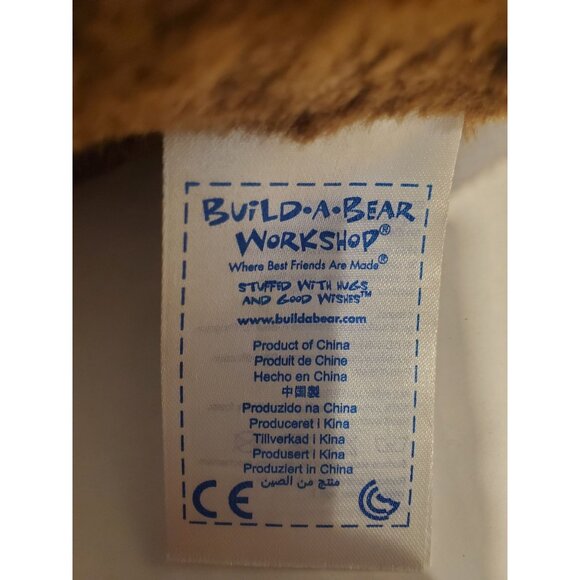 BUILD·A·BEAR
WORKSHOP®
Where Best Friends Are Made®
STUFFED WITH HUGS
AND GOOD WISHES™
www.buildabear.com
Product of China
Produit de Chine
Hecho en China
中国製
Produzido na China
Produceret i Kina
Tillverkad i Kina
Produsert i Kina
Produziert in China
منتج من الصين
CE